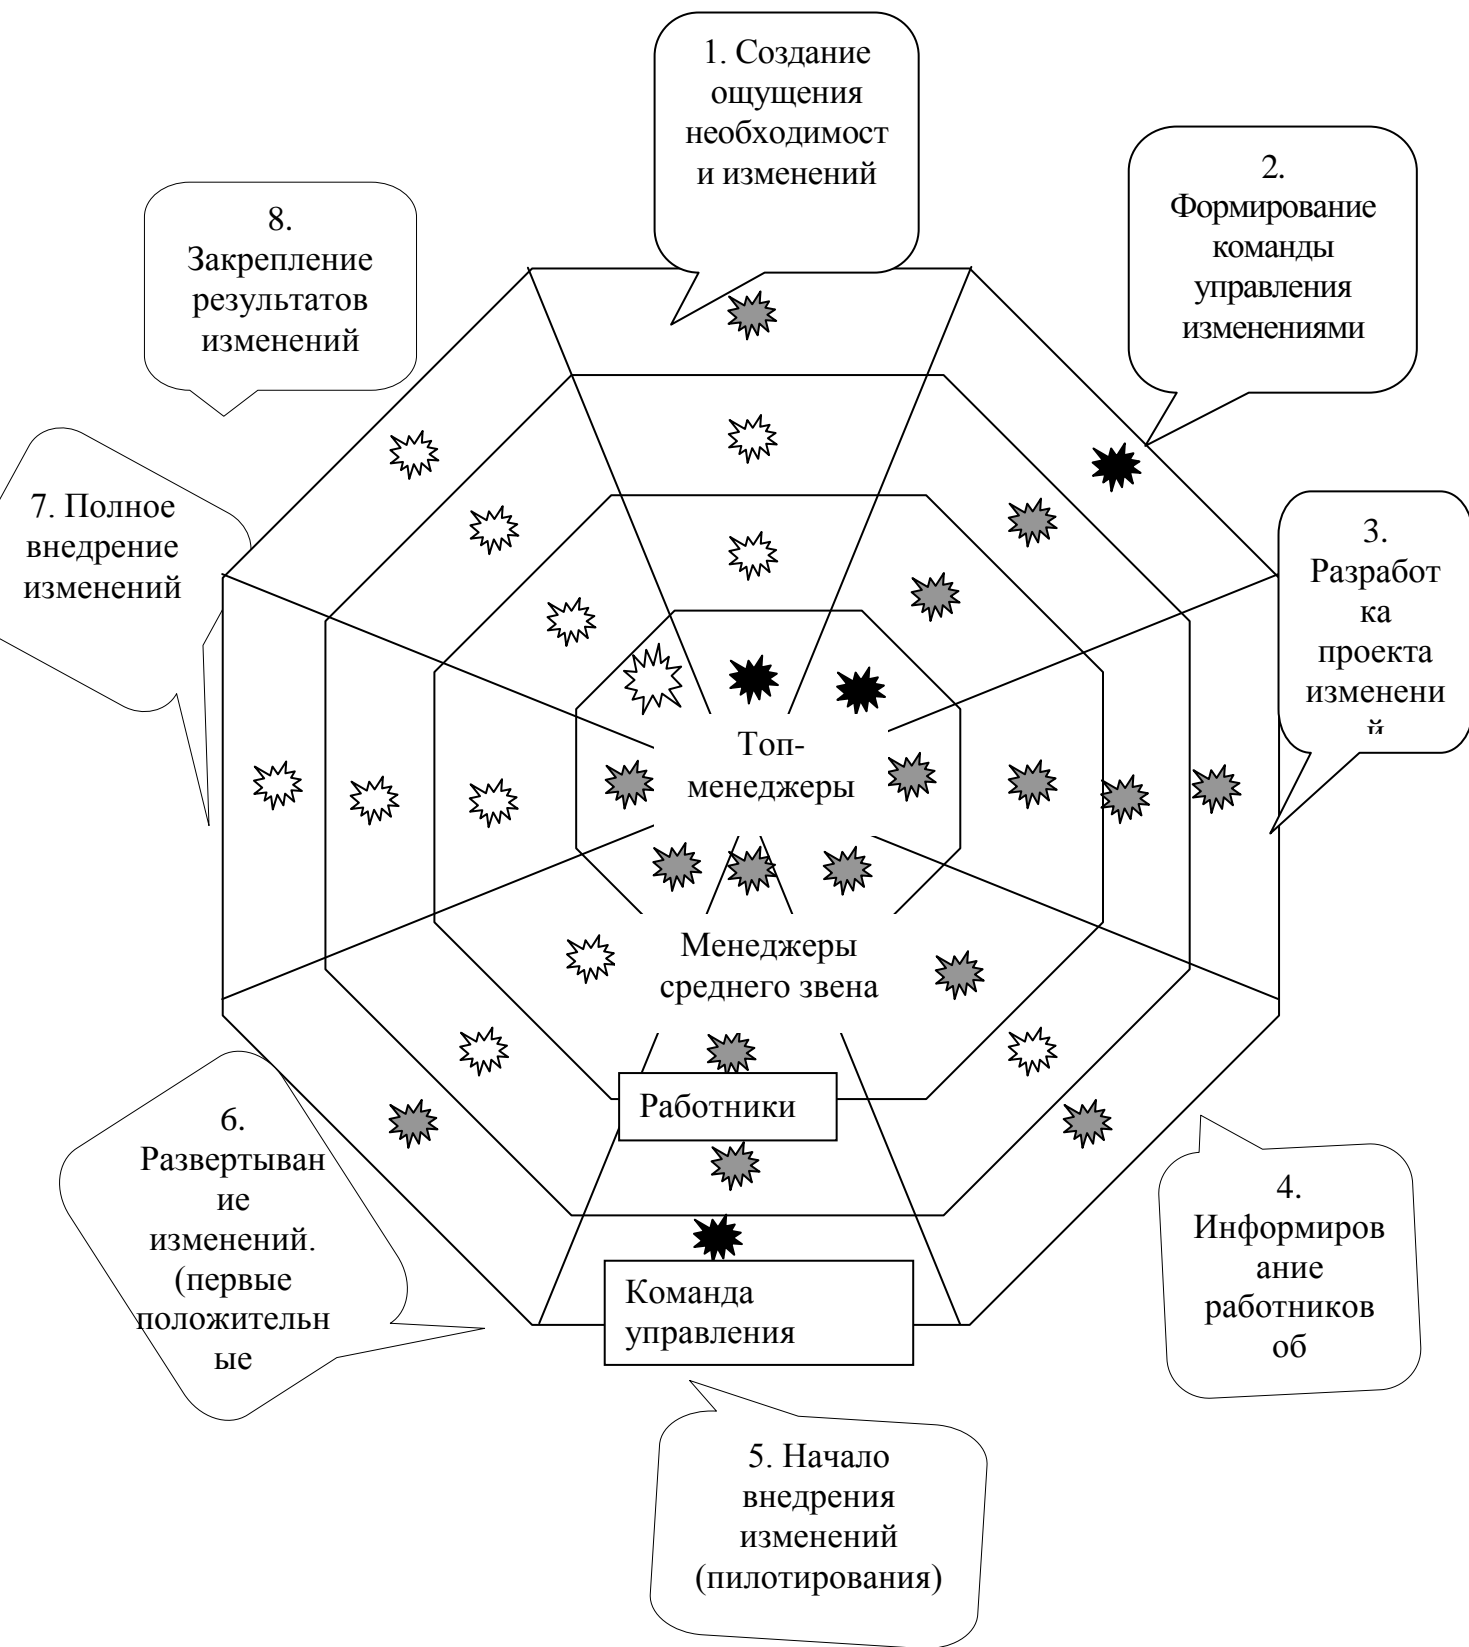 1. Создание
ощущения
необходимост
и изменений
2.
Формирование
команды
управления
изменениями
3.
Разработ
ка
проекта
изменени
й
4.
Информиров
ание
работников
об
5. Начало
внедрения
изменений
(пилотирования)
6.
Развертыван
ие
изменений.
(первые
положительн
ые
7. Полное
внедрение
изменений
8.
Закрепление
результатов
изменений
Топ-
менеджеры
Менеджеры
среднего звена
Работники
Команда
управления